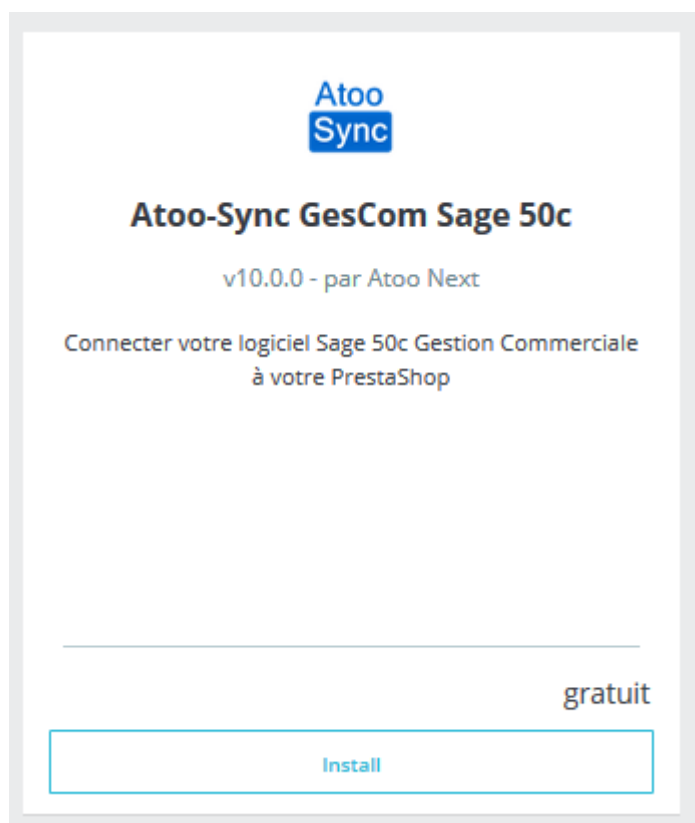 Atoo
Sync
Atoo-Sync GesCom Sage 50c
v10.0.0 - par Atoo Next
Connecter votre logiciel Sage 50c Gestion Commerciale
à votre PrestaShop
gratuit
Install